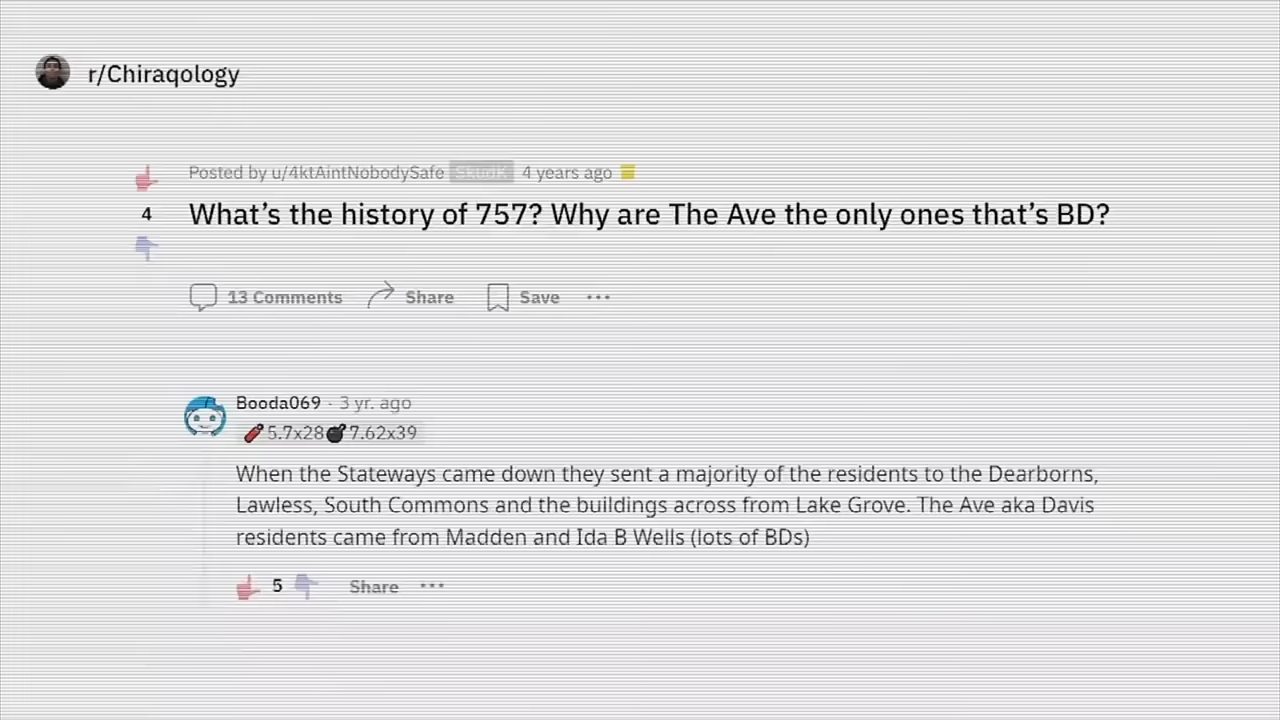 r/Chiraqology
Posted by u/4ktAintNobodySafe 4 years ago
4
What's the history of 757? Why are The Ave the only ones that's BD?
13 Comments Share Save
Booda069 · 3 yr. ago
5.7x28 7.62x39
When the Stateways came down they sent a majority of the residents to the Dearborns,
Lawless, South Commons and the buildings across from Lake Grove. The Ave aka Davis
residents came from Madden and Ida B Wells (lots of BDs)
5 Share